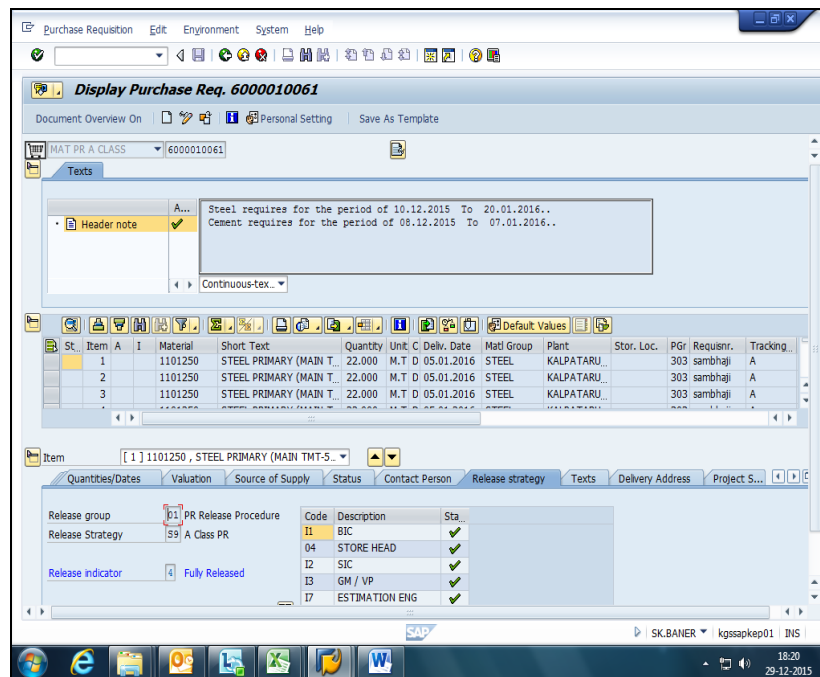 Purchase Requisition Edit Environment System Help
Display Purchase Req. 6000010061
Document Overview On Personal Setting Save As Template
MAT PR A CLASS 6000010061
Texts
A...
Header note
Steel requires for the period of 10.12.2015 To 20.01.2016..
Cement requires for the period of 08.12.2015 To 07.01.2016..
Continuous-tex...
Default Values
St... Item A I Material Short Text Quantity Unit C Deliv. Date Matl Group Plant Stor. Loc. PGr Requisnr. Tracking...
1 1101250 STEEL PRIMARY (MAIN T... 22.000 M.T D 05.01.2016 STEEL KALPATARU... 303 sambhaji A
2 1101250 STEEL PRIMARY (MAIN T... 22.000 M.T D 05.01.2016 STEEL KALPATARU... 303 sambhaji A
3 1101250 STEEL PRIMARY (MAIN T... 22.000 M.T D 05.01.2016 STEEL KALPATARU... 303 sambhaji A
Item [ 1 ] 1101250 , STEEL PRIMARY (MAIN TMT-5...
Quantities/Dates Valuation Source of Supply Status Contact Person Release strategy Texts Delivery Address Project S...
Release group 01 PR Release Procedure
Release Strategy S9 A Class PR
Release indicator 4 Fully Released
Code Description Sta...
I1 BIC
04 STORE HEAD
I2 SIC
I3 GM / VP
I7 ESTIMATION ENG
SAP
SK.BANER kgssapkep01 INS
18:20
29-12-2015